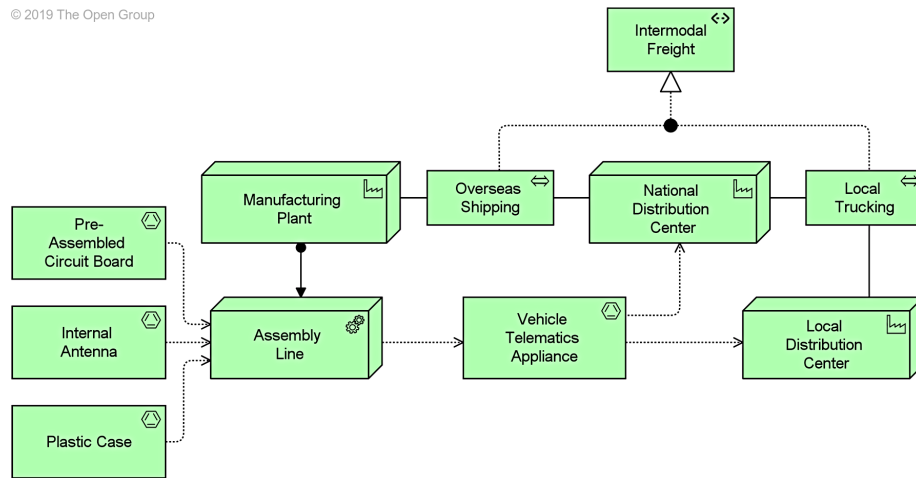 © 2019 The Open Group
Intermodal
Freight
Manufacturing
Plant
Overseas
Shipping
National
Distribution
Center
Local
Trucking
Pre-
Assembled
Circuit Board
Internal
Antenna
Assembly
Line
Vehicle
Telematics
Appliance
Local
Distribution
Center
Plastic Case